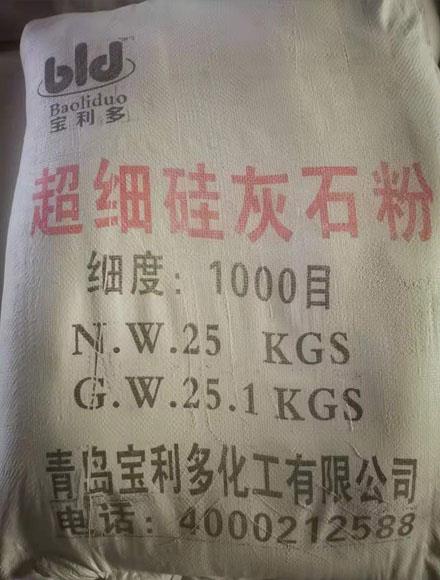 bld
Baoliduo
宝利多
超细硅灰石粉
细度：1000目
N.W.25 KGS
G.W.25.1 KGS
青岛宝利多化工有限公司
电话：4000212588